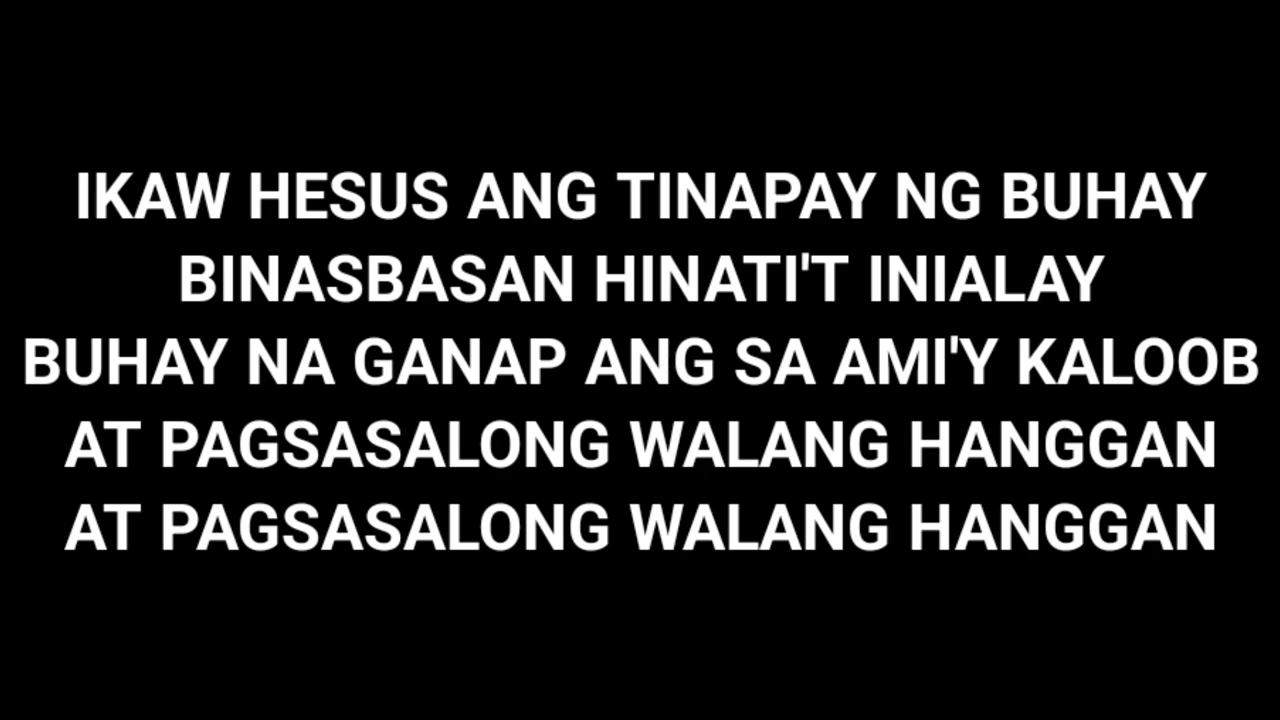 IKAW HESUS ANG TINAPAY NG BUHAY
BINASBASAN HINATI'T INIALAY
BUHAY NA GANAP ANG SA AMI'Y KALOOB
AT PAGSASALONG WALANG HANGGAN
AT PAGSASALONG WALANG HANGGAN